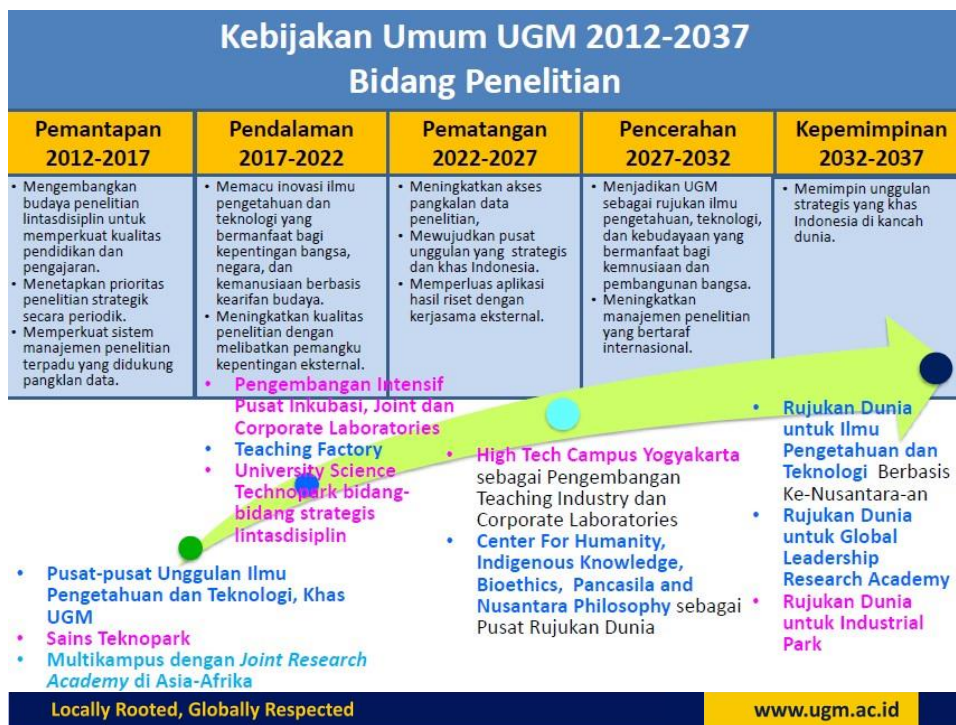 Kebijakan Umum UGM 2012-2037
Bidang Penelitian
Pemantapan
2012-2017
• Mengembangkan
budaya penelitian
lintasdisiplin untuk
memperkuat kualitas
pendidikan dan
pengajaran.
• Menetapkan prioritas
penelitian strategik
secara periodik.
• Memperkuat sistem
manajemen penelitian
terpadu yang didukung
pangklan data.
Pendalaman
2017-2022
• Memacu inovasi ilmu
pengetahuan dan
teknologi yang
bermanfaat bagi
kepentingan bangsa,
negara, dan
kemanusiaan berbasis
kearifan budaya.
• Meningkatkan kualitas
penelitian dengan
melibatkan pemangku
kepentingan eksternal.
Pematangan
2022-2027
• Meningkatkan akses
pangkalan data
penelitian,
• Mewujudkan pusat
unggulan yang strategis
dan khas Indonesia.
• Memperluas aplikasi
hasil riset dengan
kerjasama eksternal.
Pencerahan
2027-2032
• Menjadikan UGM
sebagai rujukan ilmu
pengetahuan, teknologi,
dan kebudayaan yang
bermanfaat bagi
kemnusiaan dan
pembangunan bangsa.
• Meningkatkan
manajemen penelitian
yang bertaraf
internasional.
Kepemimpinan
2032-2037
• Memimpin unggulan
strategis yang khas
Indonesia di kancah
dunia.
• Pusat-pusat Unggulan Ilmu
Pengetahuan dan Teknologi, Khas
UGM
• Sains Teknopark
• Multikampus dengan Joint Research
Academy di Asia-Afrika
• Pengembangan Intensif
Pusat Inkubasi, Joint dan
Corporate Laboratories
• Teaching Factory
• University Science
Technopark bidang-
bidang strategis
lintasdisiplin
• High Tech Campus Yogyakarta
sebagai Pengembangan
Teaching Industry dan
Corporate Laboratories
• Center For Humanity,
Indigenous Knowledge,
Bioethics, Pancasila and
Nusantara Philosophy sebagai
Pusat Rujukan Dunia
• Rujukan Dunia
untuk Ilmu
Pengetahuan dan
Teknologi Berbasis
Ke-Nusantara-an
• Rujukan Dunia
untuk Global
Leadership
Research Academy
• Rujukan Dunia
untuk Industrial
Park
Locally Rooted, Globally Respected
www.ugm.ac.id